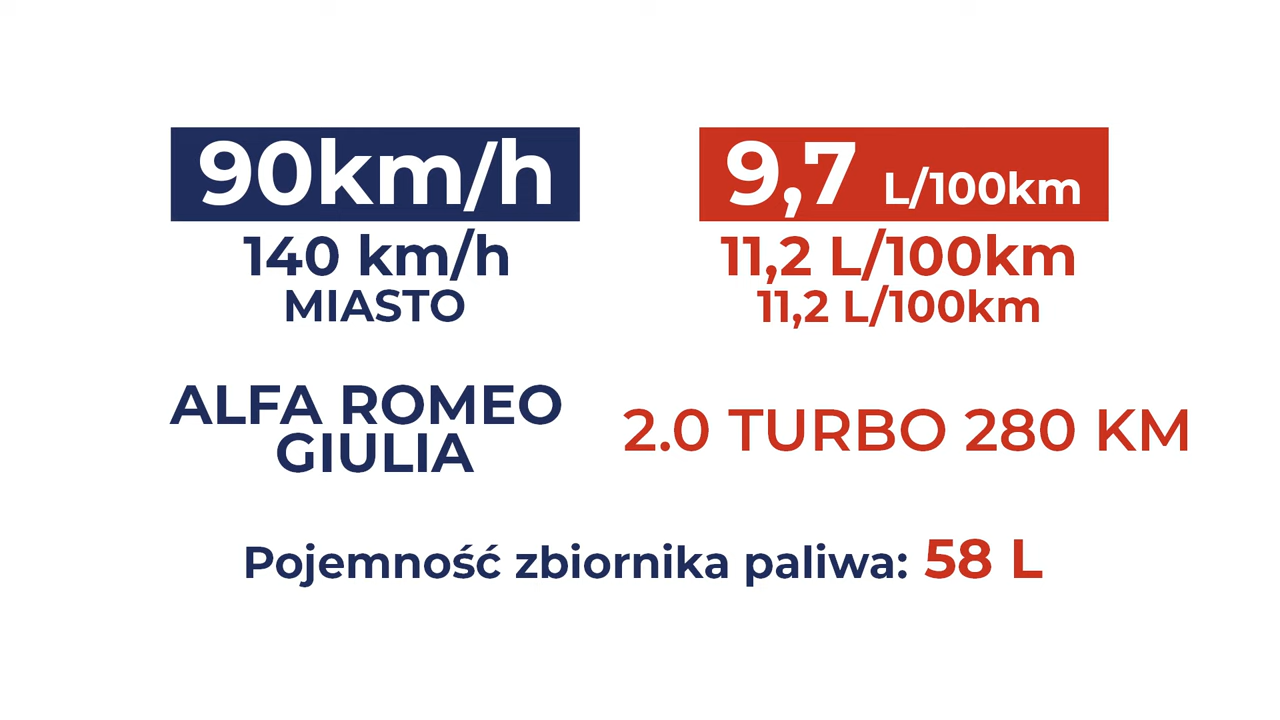 90km/h
9,7 L/100km
140 km/h
11,2 L/100km
MIASTO
11,2 L/100km
ALFA ROMEO
GIULIA
2.0 TURBO 280 KM
Pojemność zbiornika paliwa: 58 L